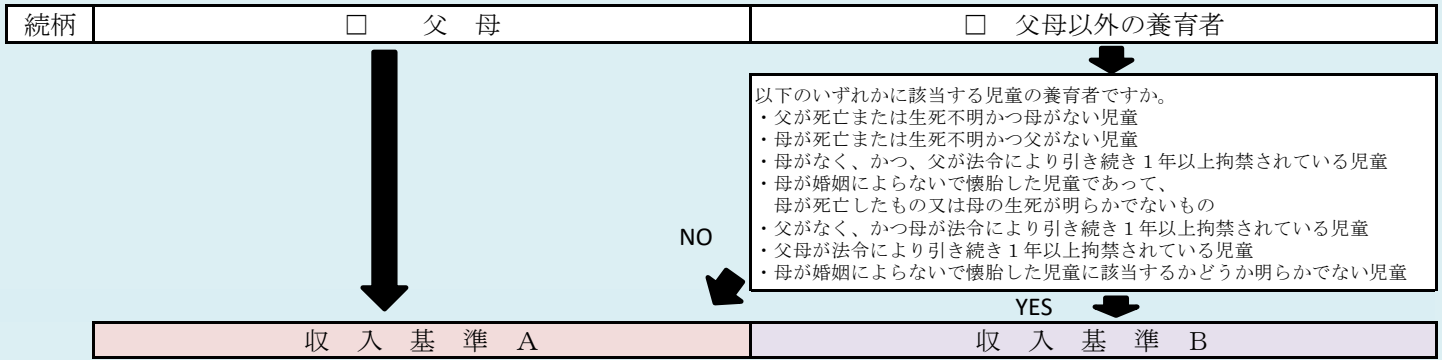 続柄 □ 父 母 □ 父母以外の養育者
以下のいずれかに該当する児童の養育者ですか。
・父が死亡または生死不明かつ母がない児童
・母が死亡または生死不明かつ父がない児童
・母がなく、かつ、父が法令により引き続き１年以上拘禁されている児童
・母が婚姻によらないで懐胎した児童であって、
母が死亡したもの又は母の生死が明らかでないもの
・父がなく、かつ母が法令により引き続き１年以上拘禁されている児童
・父母が法令により引き続き１年以上拘禁されている児童
・母が婚姻によらないで懐胎した児童に該当するかどうか明らかでない児童
NO
YES
収 入 基 準 A 収 入 基 準 B